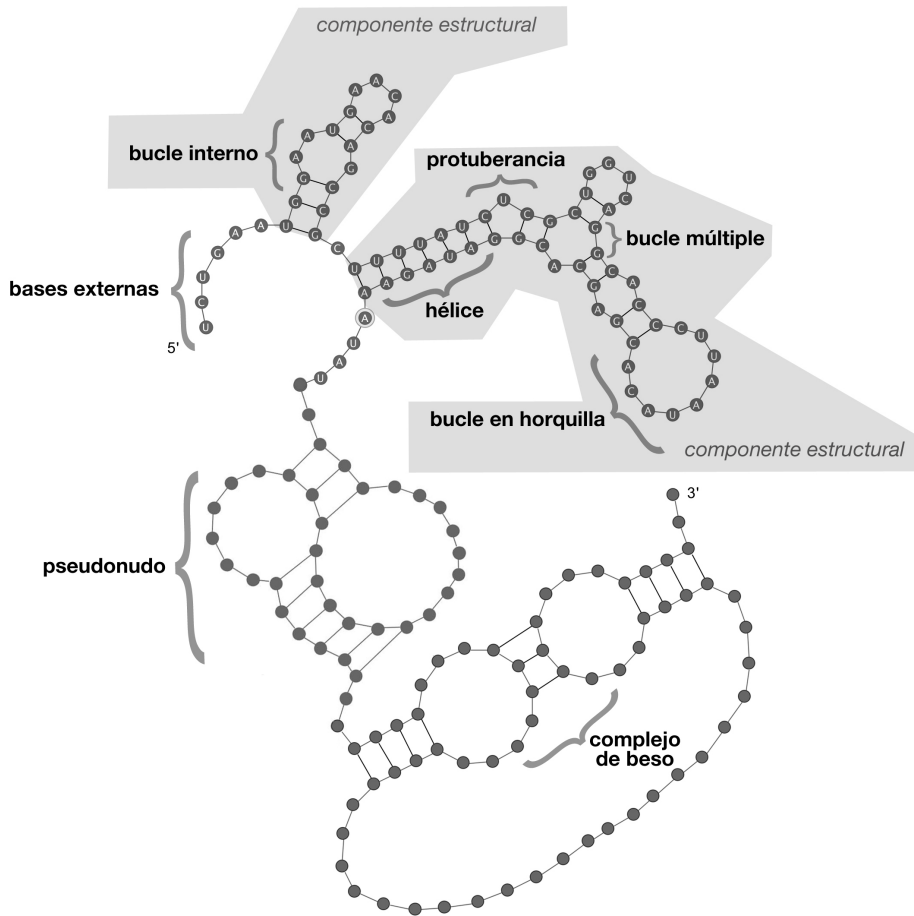 componente estructural
bucle interno
protuberancia
bucle múltiple
bases externas
hélice
5'
U C U G A A U G G A A U G A A C A C A G C C G C U U U U A U C U C G C U G G U C A G G C A C C C U U A A U A C A C G A G C A C G G A U A G A A A U A U
bucle en horquilla
componente estructural
3'
pseudonudo
complejo
de beso